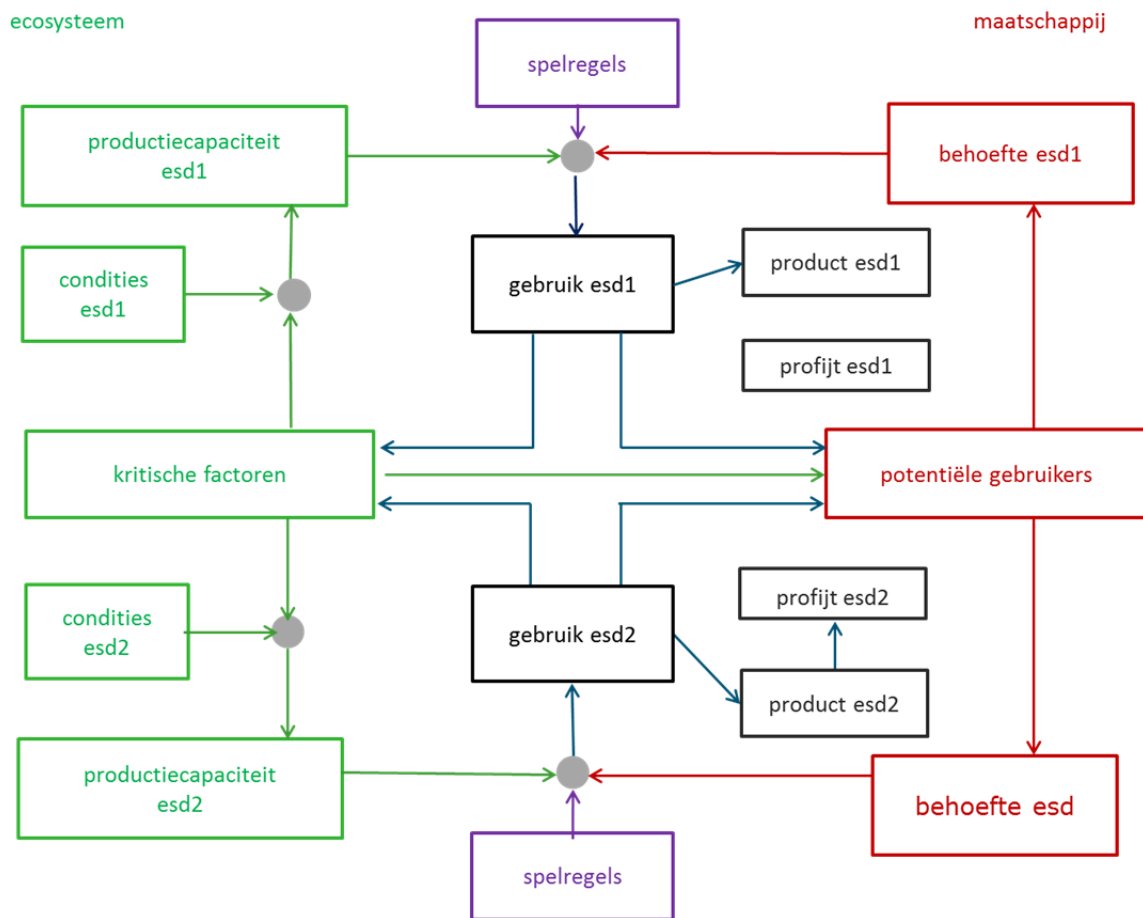 ecosysteem
maatschappij
spelregels
productiecapaciteit
esd1
behoefte esd1
condities
esd1
gebruik esd1
product esd1
profijt esd1
kritische factoren
potentiële gebruikers
condities
esd2
gebruik esd2
profijt esd2
product esd2
productiecapaciteit
esd2
behoefte esd
spelregels